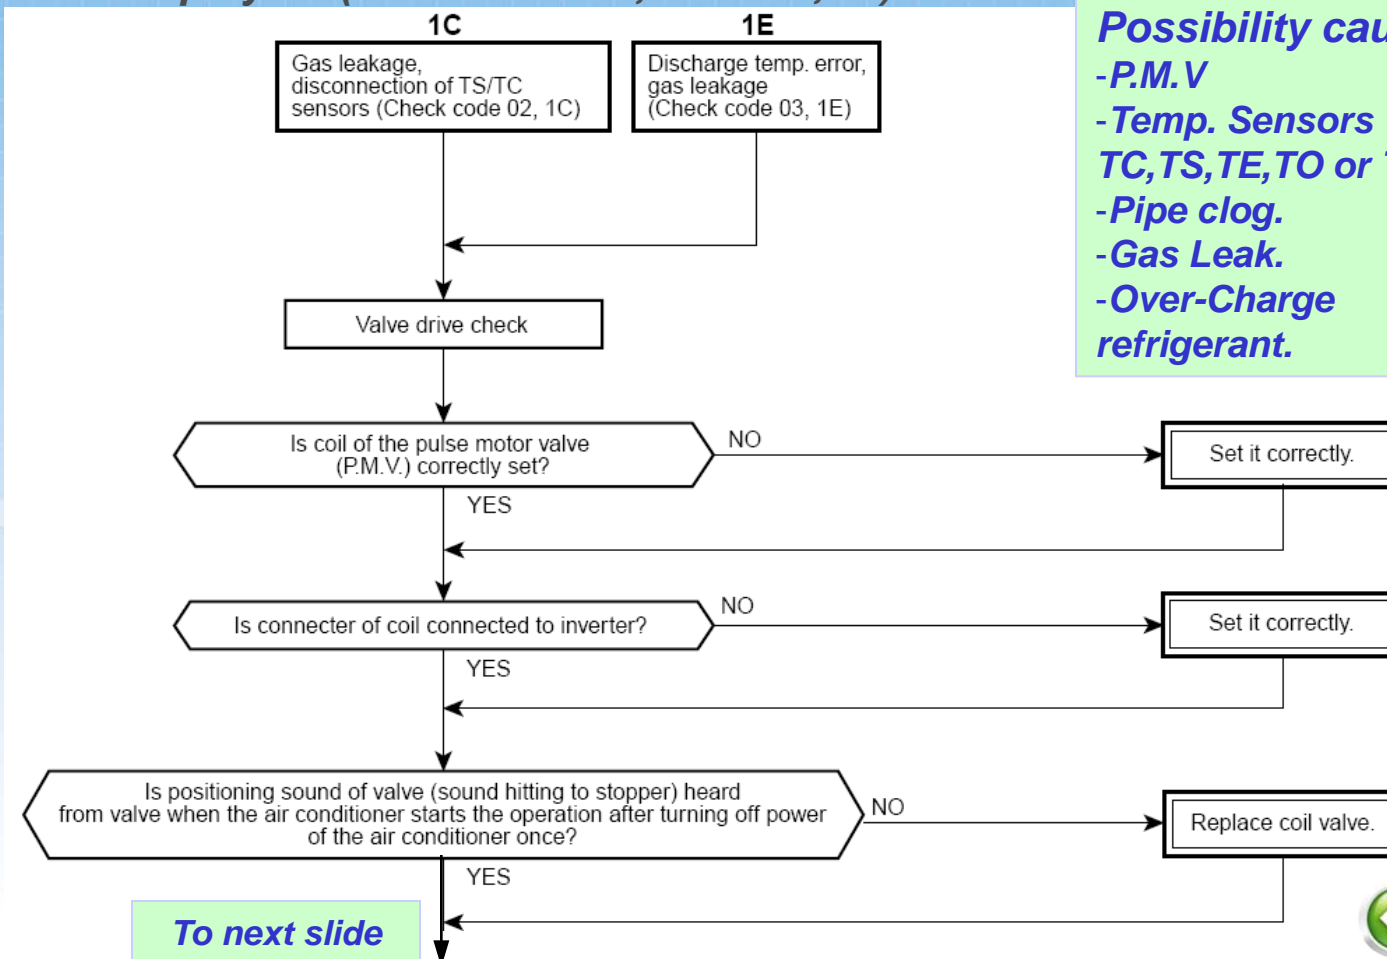 1C
1E
Possibility
-P.M.V
-Temp. Sensors
TC,TS,TE,TO or
-Pipe clog.
-Gas Leak.
-Over-Charge
refrigerant.
Gas leakage,
disconnection of TS/TC
sensors (Check code 02, 1C)
Discharge temp. error,
gas leakage
(Check code 03, 1E)
Valve drive check
Is coil of the pulse motor valve
(P.M.V.) correctly set?
NO
Set it correctly.
YES
Is connecter of coil connected to inverter?
NO
Set it correctly.
YES
Is positioning sound of valve (sound hitting to stopper) heard
from valve when the air conditioner starts the operation after turning off power
of the air conditioner once?
NO
Replace coil valve.
YES
To next slide